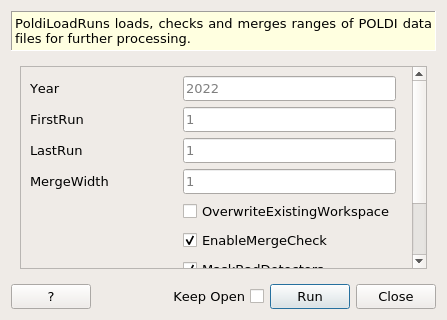 PoldiLoadRuns loads, checks and merges ranges of POLDI data
files for further processing.
Year 2022
FirstRun 1
LastRun 1
MergeWidth 1
OverwriteExistingWorkspace
EnableMergeCheck
MaskBadDetectors
? Keep Open Run Close